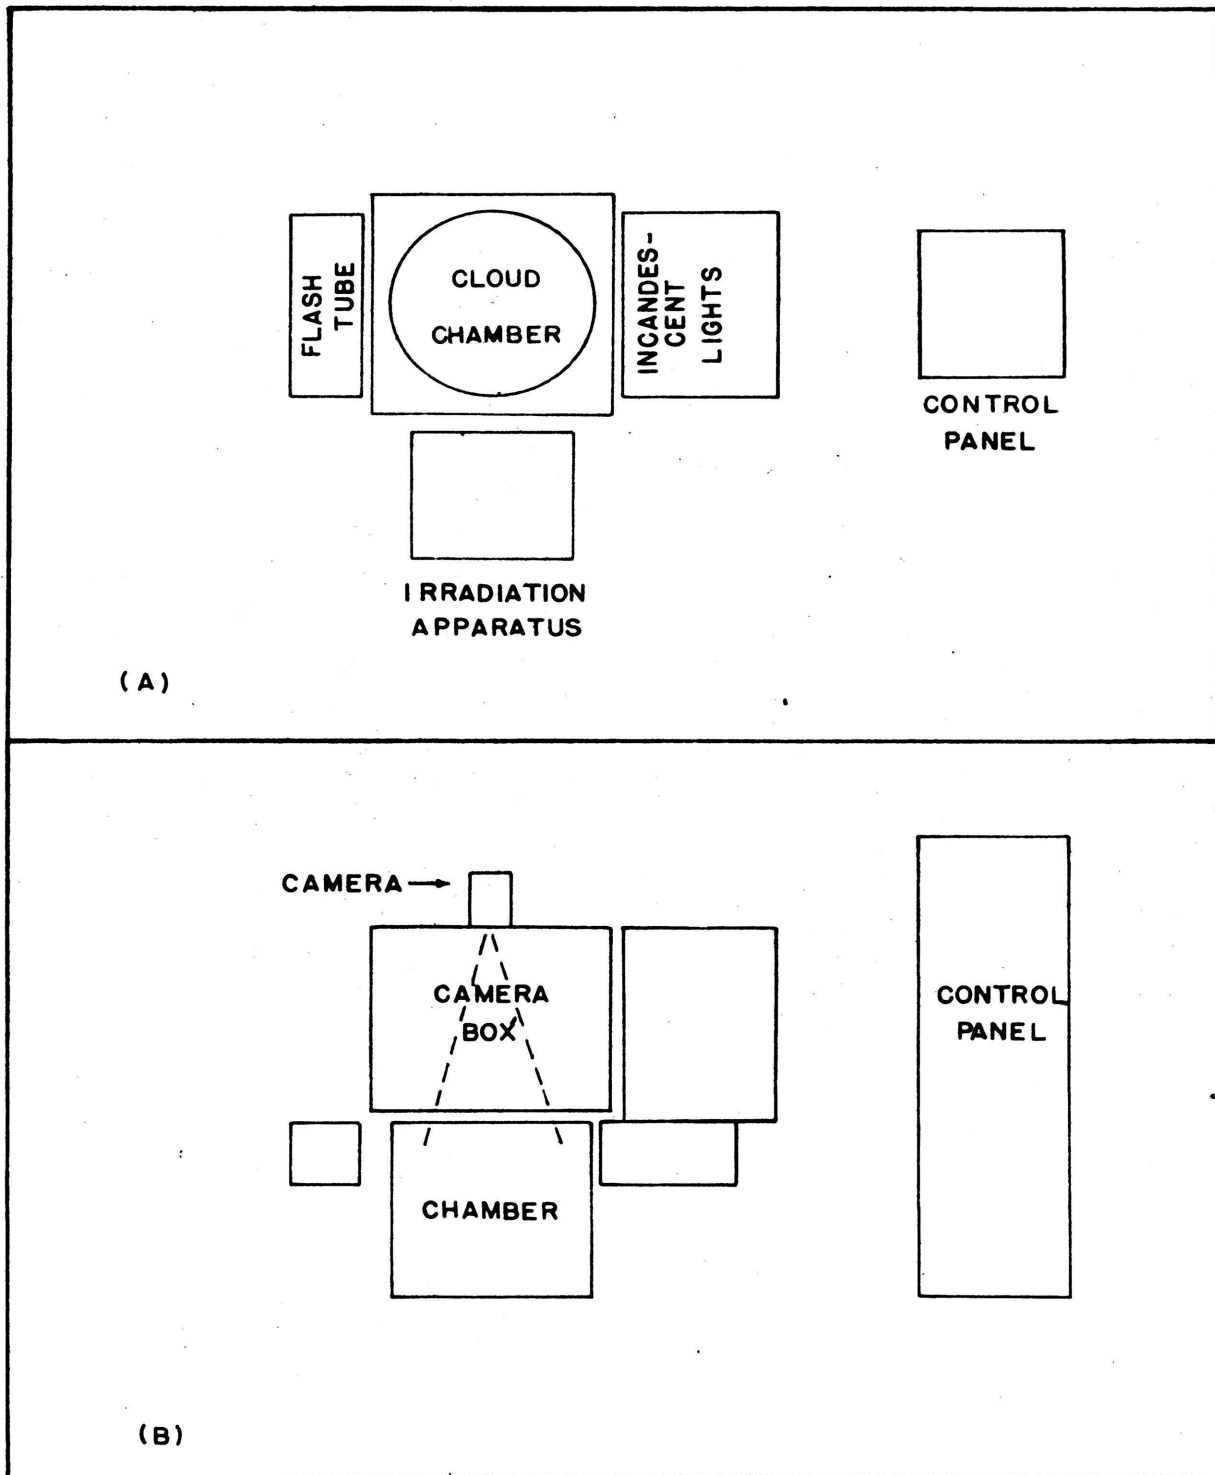 FLASH
TUBE
CLOUD
CHAMBER
INCANDES-
CENT
LIGHTS
CONTROL
PANEL
IRRADIATION
APPARATUS
(A)
CAMERA
CAMERA
BOX
CONTROL
PANEL
CHAMBER
(B)